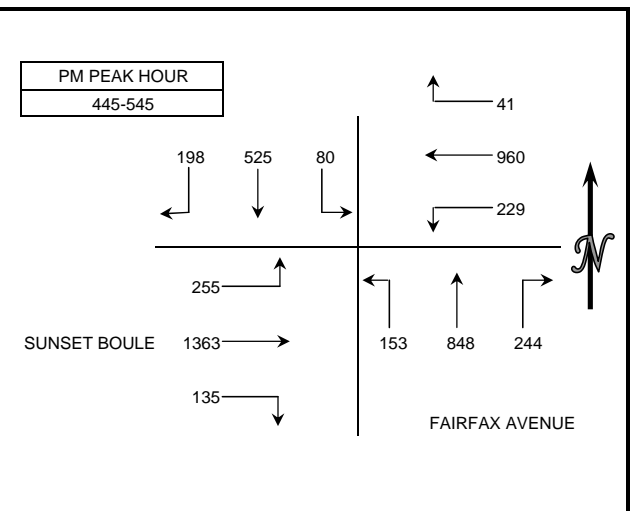 PM PEAK HOUR
445-545
41
198 525 80
960
229
N
255
SUNSET BOULE 1363
153 848 244
135
FAIRFAX AVENUE